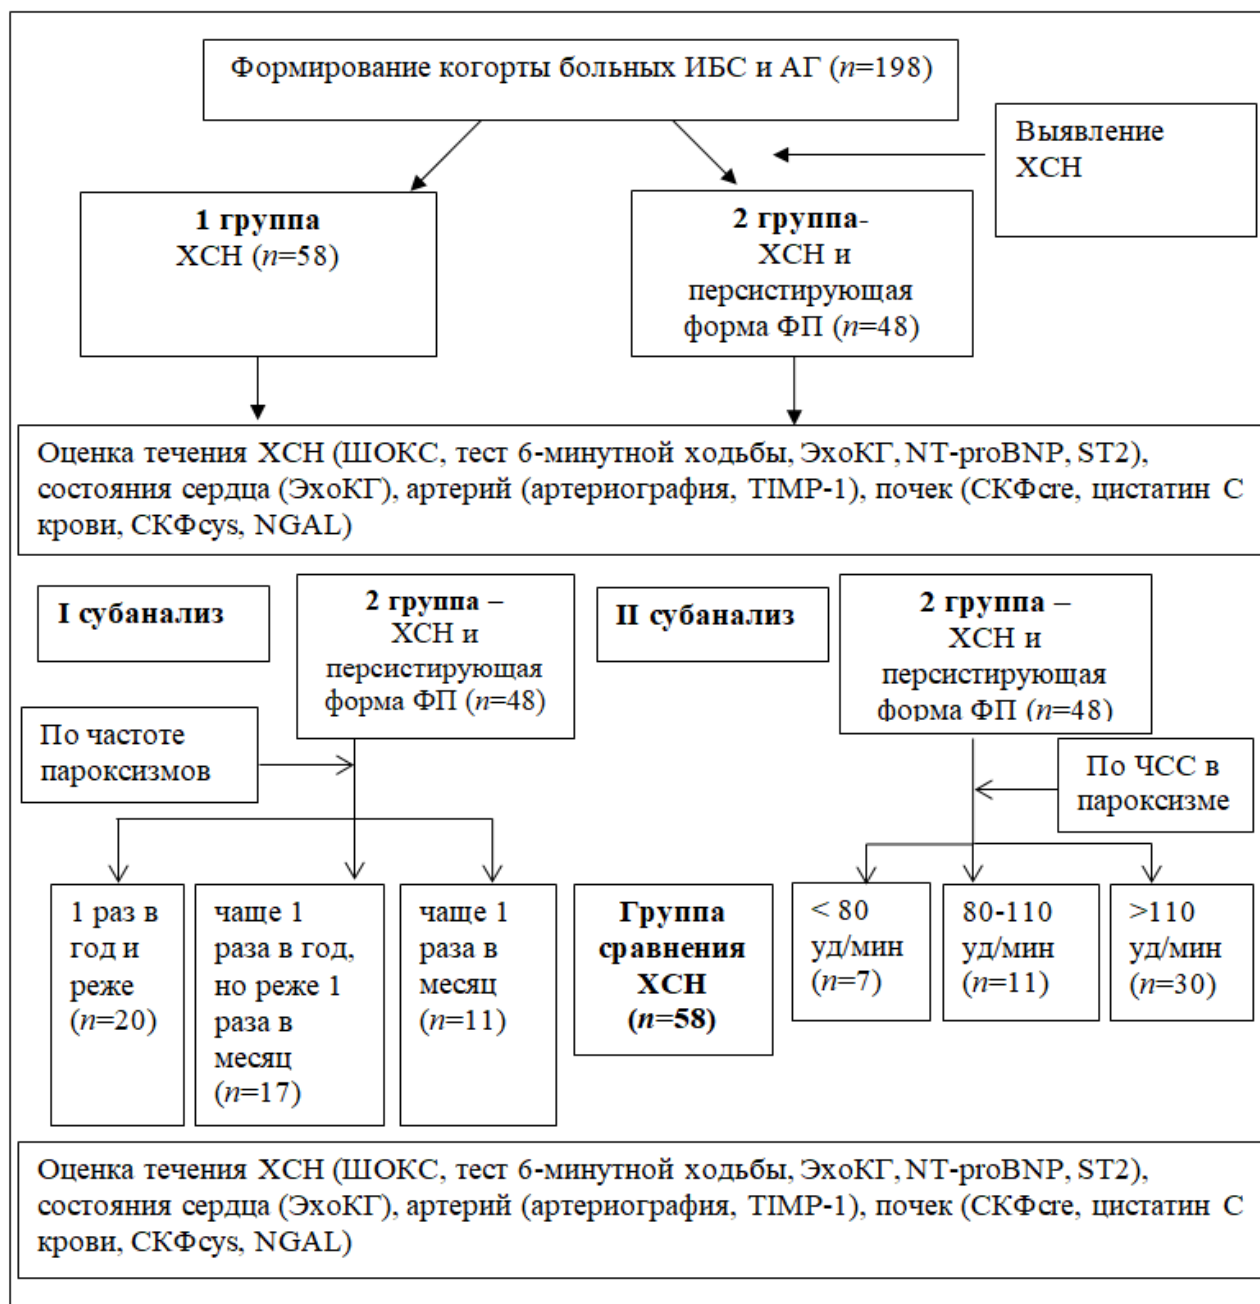 Формирование когорты больных ИБС и АГ (n=198)
Выявление
ХСН
1 группа
ХСН (n=58)
2 группа-
ХСН и
персистирующая
форма ФП (n=48)
Оценка течения ХСН (ШОКС, тест 6-минутной ходьбы, ЭхоКГ, NT-proBNP, ST2),
состояния сердца (ЭхоКГ), артерий (артериография, TIMP-1), почек (СКФcre, цистатин С
крови, СКФcys, NGAL)
I субанализ
2 группа –
ХСН и
персистирующая
форма ФП (n=48)
II субанализ
2 группа –
ХСН и
персистирующая
форма ФП (n=48)
По частоте
пароксизмов
По ЧСС в
пароксизме
1 раз в
год и
реже
(n=20)
чаще 1
раза в год,
но реже 1
раза в
месяц
(n=17)
чаще 1
раза в
месяц
(n=11)
Группа
сравнения
ХСН
(n=58)
< 80
уд/мин
(n=7)
80-110
уд/мин
(n=11)
>110
уд/мин
(n=30)
Оценка течения ХСН (ШОКС, тест 6-минутной ходьбы, ЭхоКГ, NT-proBNP, ST2),
состояния сердца (ЭхоКГ), артерий (артериография, TIMP-1), почек (СКФcre, цистатин С
крови, СКФcys, NGAL)